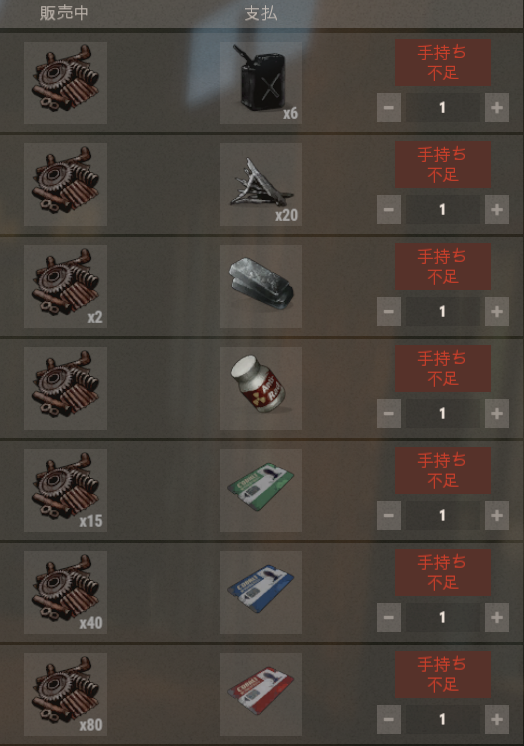 販売中 支払
手持ち
不足
x6
− 1 +
手持ち
不足
x20
− 1 +
手持ち
不足
x2
− 1 +
手持ち
不足
− 1 +
手持ち
不足
x15
− 1 +
手持ち
不足
x40
− 1 +
手持ち
不足
x80
− 1 +